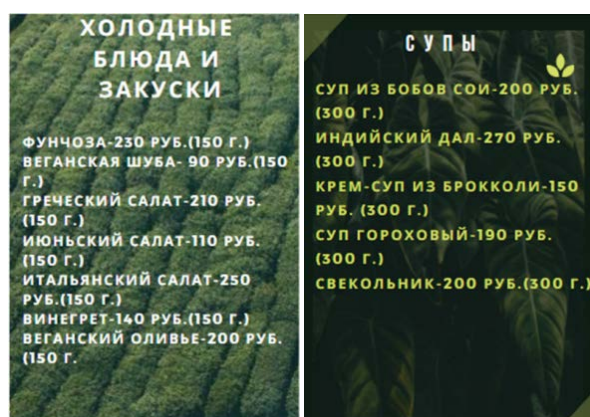 ХОЛОДНЫЕ
БЛЮДА И
ЗАКУСКИ
ФУНЧОЗА-230 РУБ.(150 Г.)
ВЕГАНСКАЯ ШУБА- 90 РУБ.(150
Г.)
ГРЕЧЕСКИЙ САЛАТ-210 РУБ.
(150 Г.)
ИЮНЬСКИЙ САЛАТ-110 РУБ.
(150 Г.)
ИТАЛЬЯНСКИЙ САЛАТ-250
РУБ.(150 Г.)
ВИНЕГРЕТ-140 РУБ.(150 Г.)
ВЕГАНСКИЙ ОЛИВЬЕ-200 РУБ.
(150 Г.
СУПЫ
СУП ИЗ БОБОВ СОИ-200 РУБ.
(300 Г.)
ИНДИЙСКИЙ ДАЛ-270 РУБ.
(300 Г.)
КРЕМ-СУП ИЗ БРОККОЛИ-150
РУБ. (300 Г.)
СУП ГОРОХОВЫЙ-190 РУБ.
(300 Г.)
СВЕКОЛЬНИК-200 РУБ.(300 Г.)